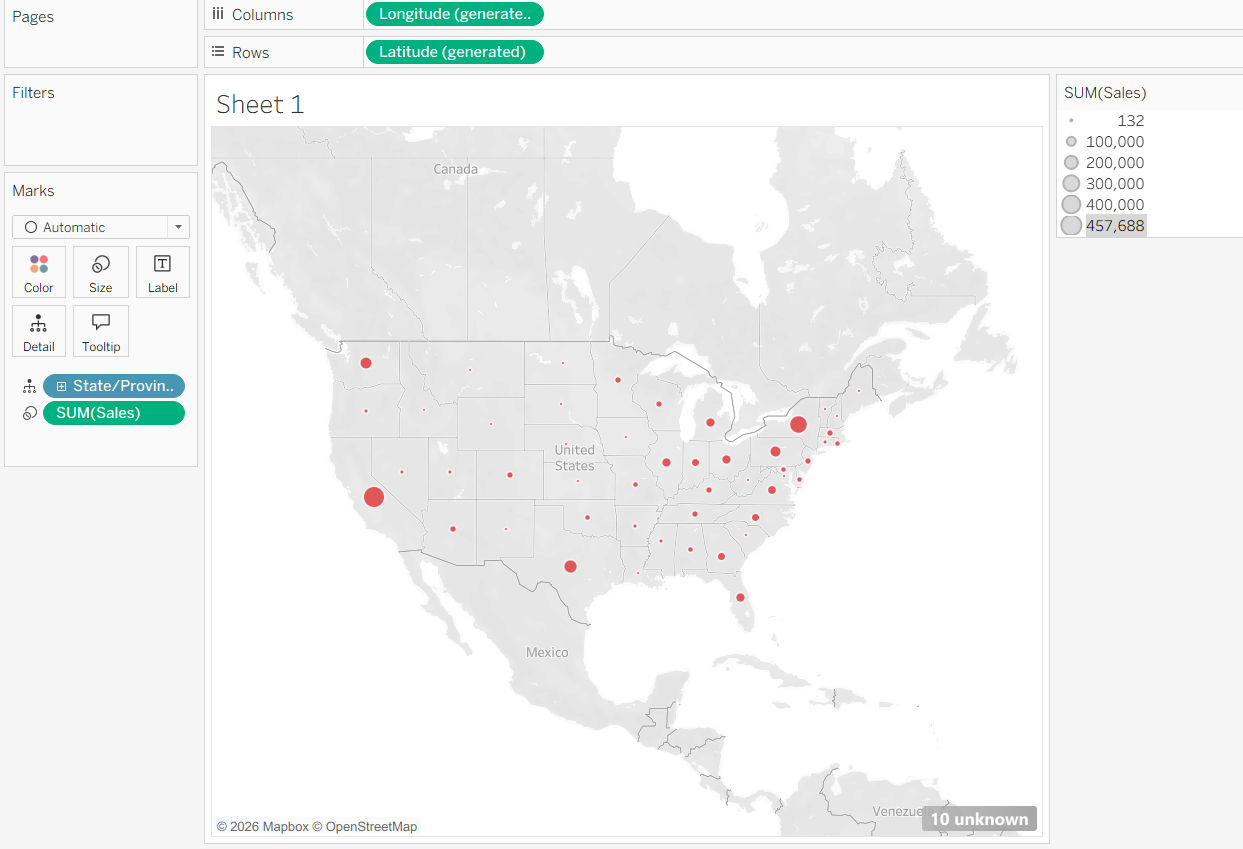 Pages
Columns
Longitude (generate..
Rows
Latitude (generated)
Filters
Marks
Automatic
Color
Size
Label
Detail
Tooltip
State/Provin..
SUM(Sales)
Sheet 1
Canada
United
States
Mexico
Venezuel
© 2026 Mapbox © OpenStreetMap
10 unknown
SUM(Sales)
132
100,000
200,000
300,000
400,000
457,688